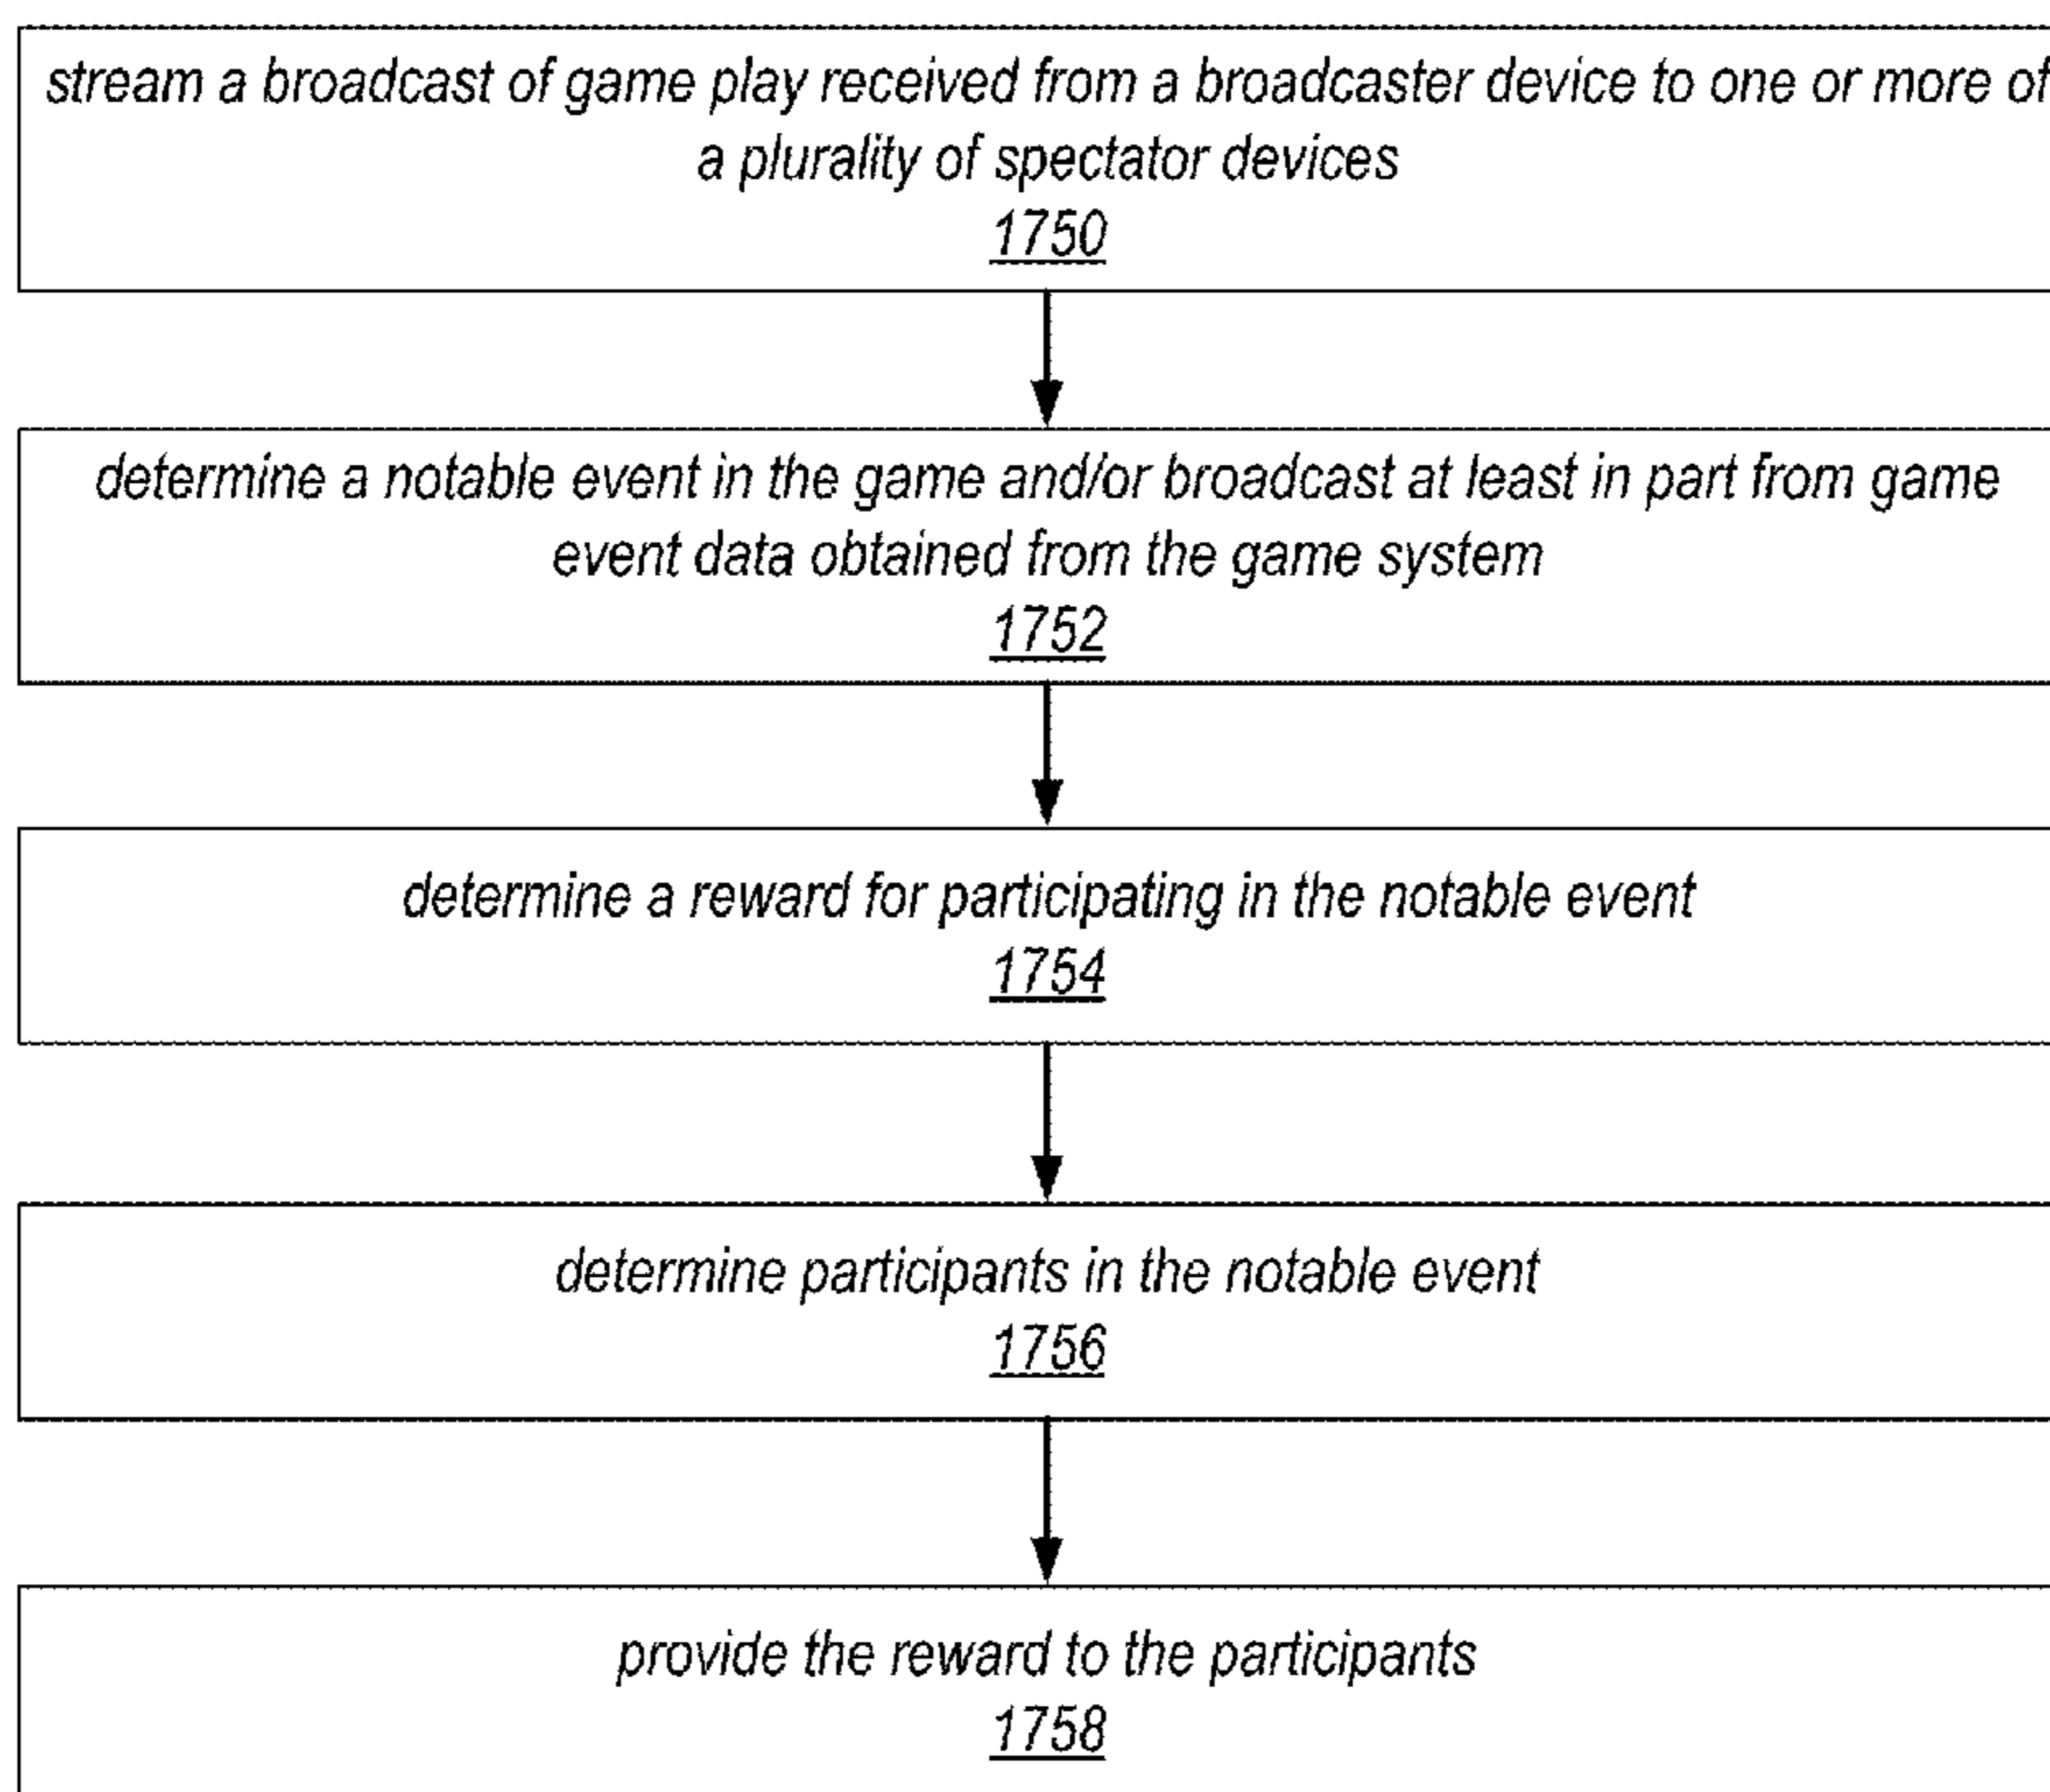 stream a broadcast of game play received from a broadcaster device to one or more of
a plurality of spectator devices
1750
determine a notable event in the game and/or broadcast at least in part from game
event data obtained from the game system
1752
determine a reward for participating in the notable event
1754
determine participants in the notable event
1756
provide the reward to the participants
1758